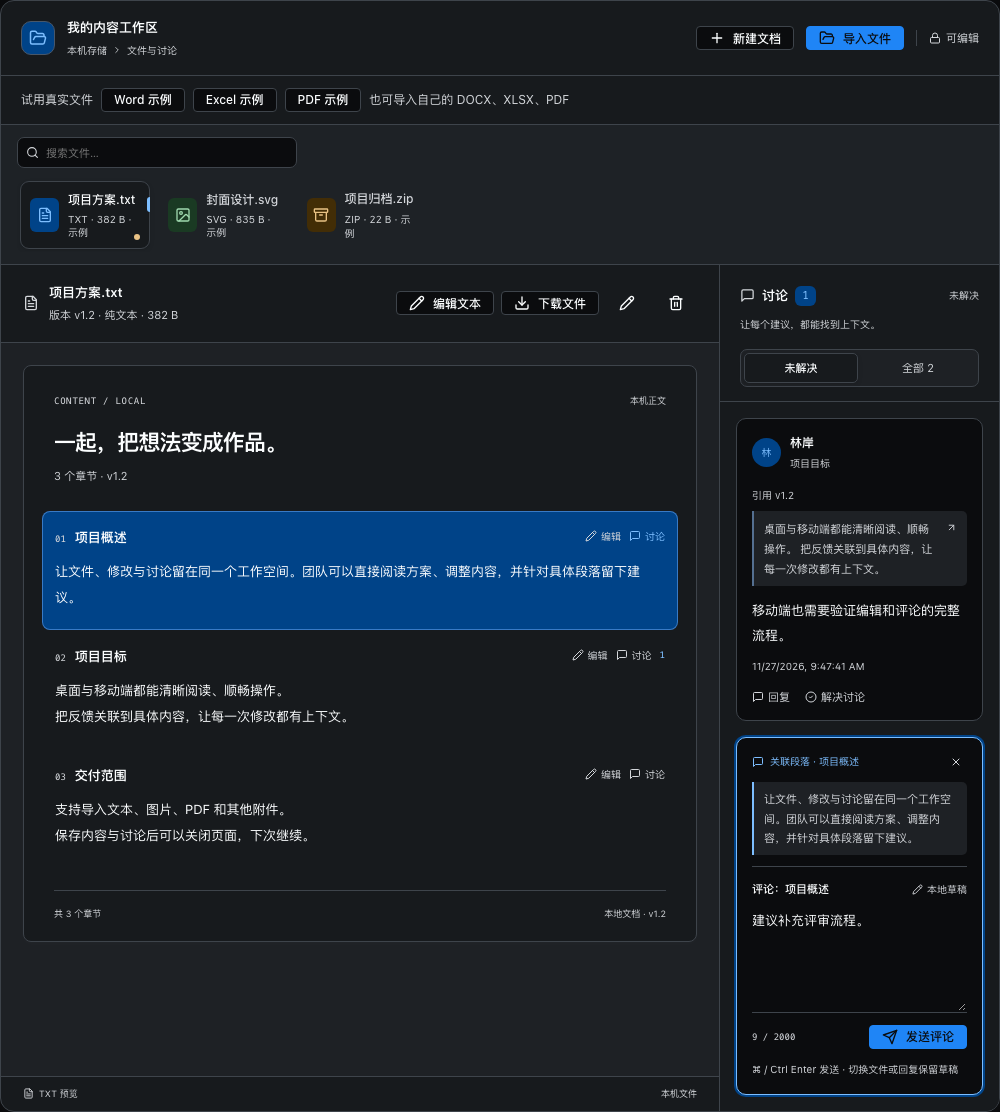 我的内容工作区
本机存储 › 文件与讨论
新建文档
导入文件
可编辑
试用真实文件
Word 示例
Excel 示例
PDF 示例
也可导入自己的 DOCX、XLSX、PDF
搜索文件...
项目方案.txt
TXT · 382 B ·
示例
封面设计.svg
SVG · 835 B ·
示例
项目归档.zip
ZIP · 22 B · 示
例
项目方案.txt
版本 v1.2 · 纯文本 · 382 B
编辑文本
下载文件
CONTENT / LOCAL
本机正文
一起，把想法变成作品。
3 个章节 · v1.2
01 项目概述
编辑
讨论
让文件、修改与讨论留在同一个工作空间。团队可以直接阅读方案、调整内容，并针对具体段落留下建
议。
02 项目目标
编辑
讨论 1
桌面与移动端都能清晰阅读、顺畅操作。
把反馈关联到具体内容，让每一次修改都有上下文。
03 交付范围
编辑
讨论
支持导入文本、图片、PDF 和其他附件。
保存内容与讨论后可以关闭页面，下次继续。
共 3 个章节
本地文档 · v1.2
TXT 预览
本机文件
讨论 1
未解决
让每个建议，都能找到上下文。
未解决
全部 2
林
林岸
项目目标
引用 v1.2
桌面与移动端都能清晰阅读、顺畅
操作。 把反馈关联到具体内容，让
每一次修改都有上下文。
移动端也需要验证编辑和评论的完整
流程。
11/27/2026, 9:47:41 AM
回复
解决讨论
关联段落 · 项目概述
让文件、修改与讨论留在同一个工作空
间。团队可以直接阅读方案、调整内
容，并针对具体段落留下建议。
评论：项目概述
本地草稿
建议补充评审流程。
9 / 2000
发送评论
⌘ / Ctrl Enter 发送 · 切换文件或回复保留草稿